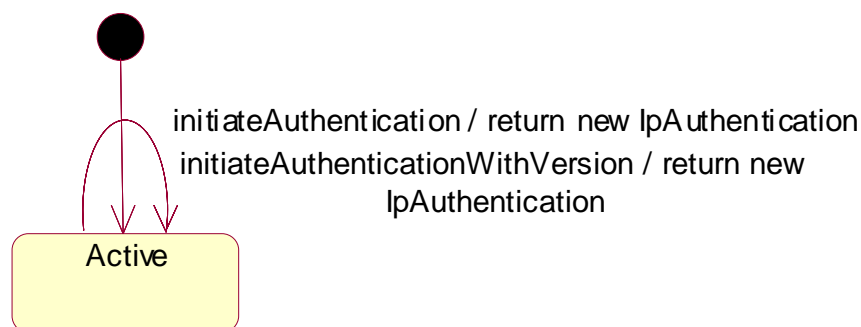 initiateAuthentication / return new IpAuthentication
initiateAuthenticationWithVersion / return new
IpAuthentication
Active